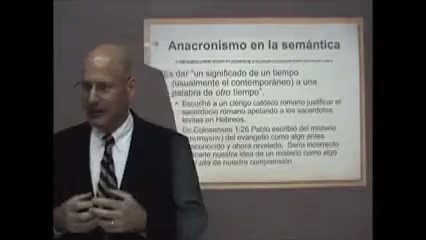 Anacronismo en la semántica
Es dar "un significado de un tiempo
(usualmente el contemporáneo) a una
palabra de otro tiempo".
Escuché a un clérigo católico romano justificar el
sacerdocio romano apelando a los sacerdotes
levitas en Hebreos.
En Colosenses 1:26 Pablo escribió del misterio
del evangelio como algo antes
desconocido y ahora revelado. Sería incorrecto
nuestra idea de un misterio como algo
allá de nuestra comprensión.